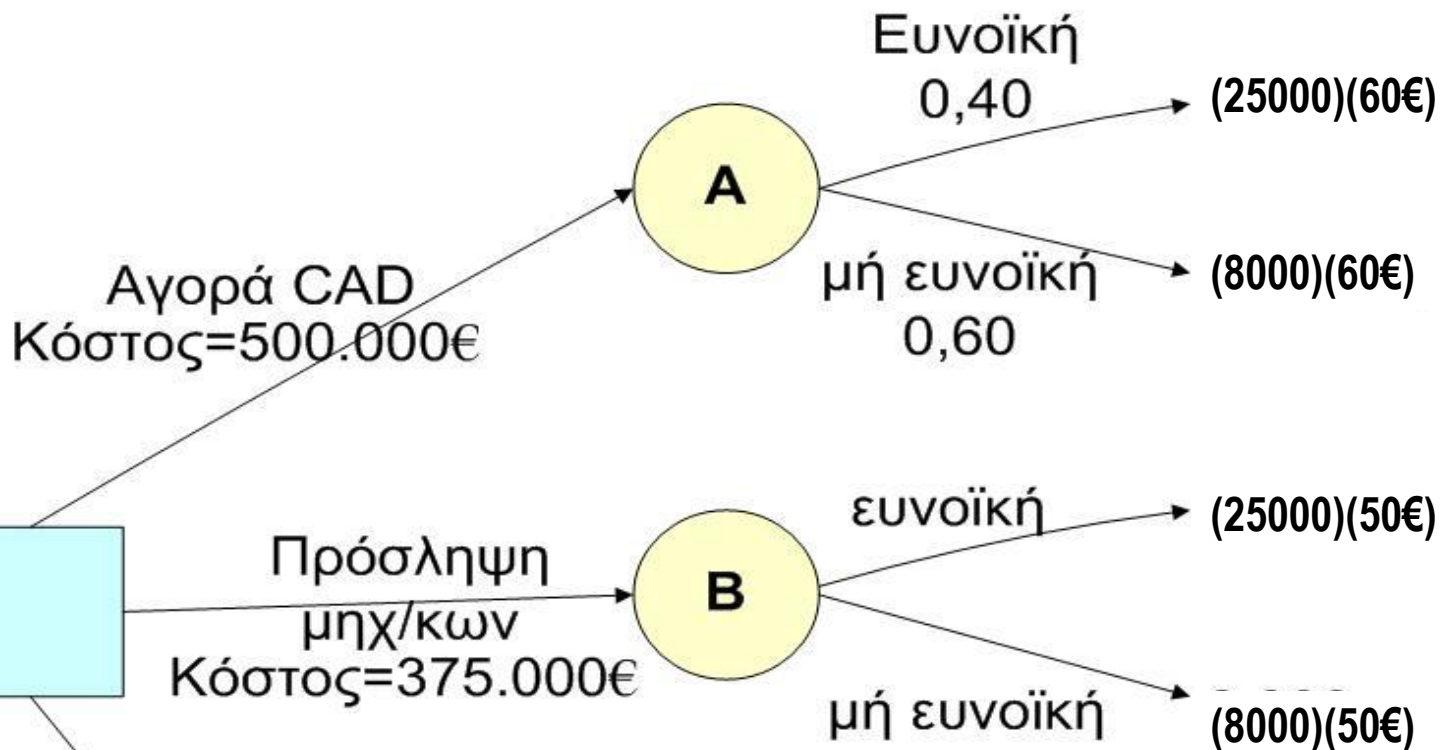 Ευνοϊκή
0,40
(25000)(60€)
A
Αγορά CAD
Κόστος=500.000€
μή ευνοϊκή
0,60
(8000)(60€)
ευνοϊκή
(25000)(50€)
Πρόσληψη
μηχ/κων
Κόστος=375.000€
B
μή ευνοϊκή
(8000)(50€)